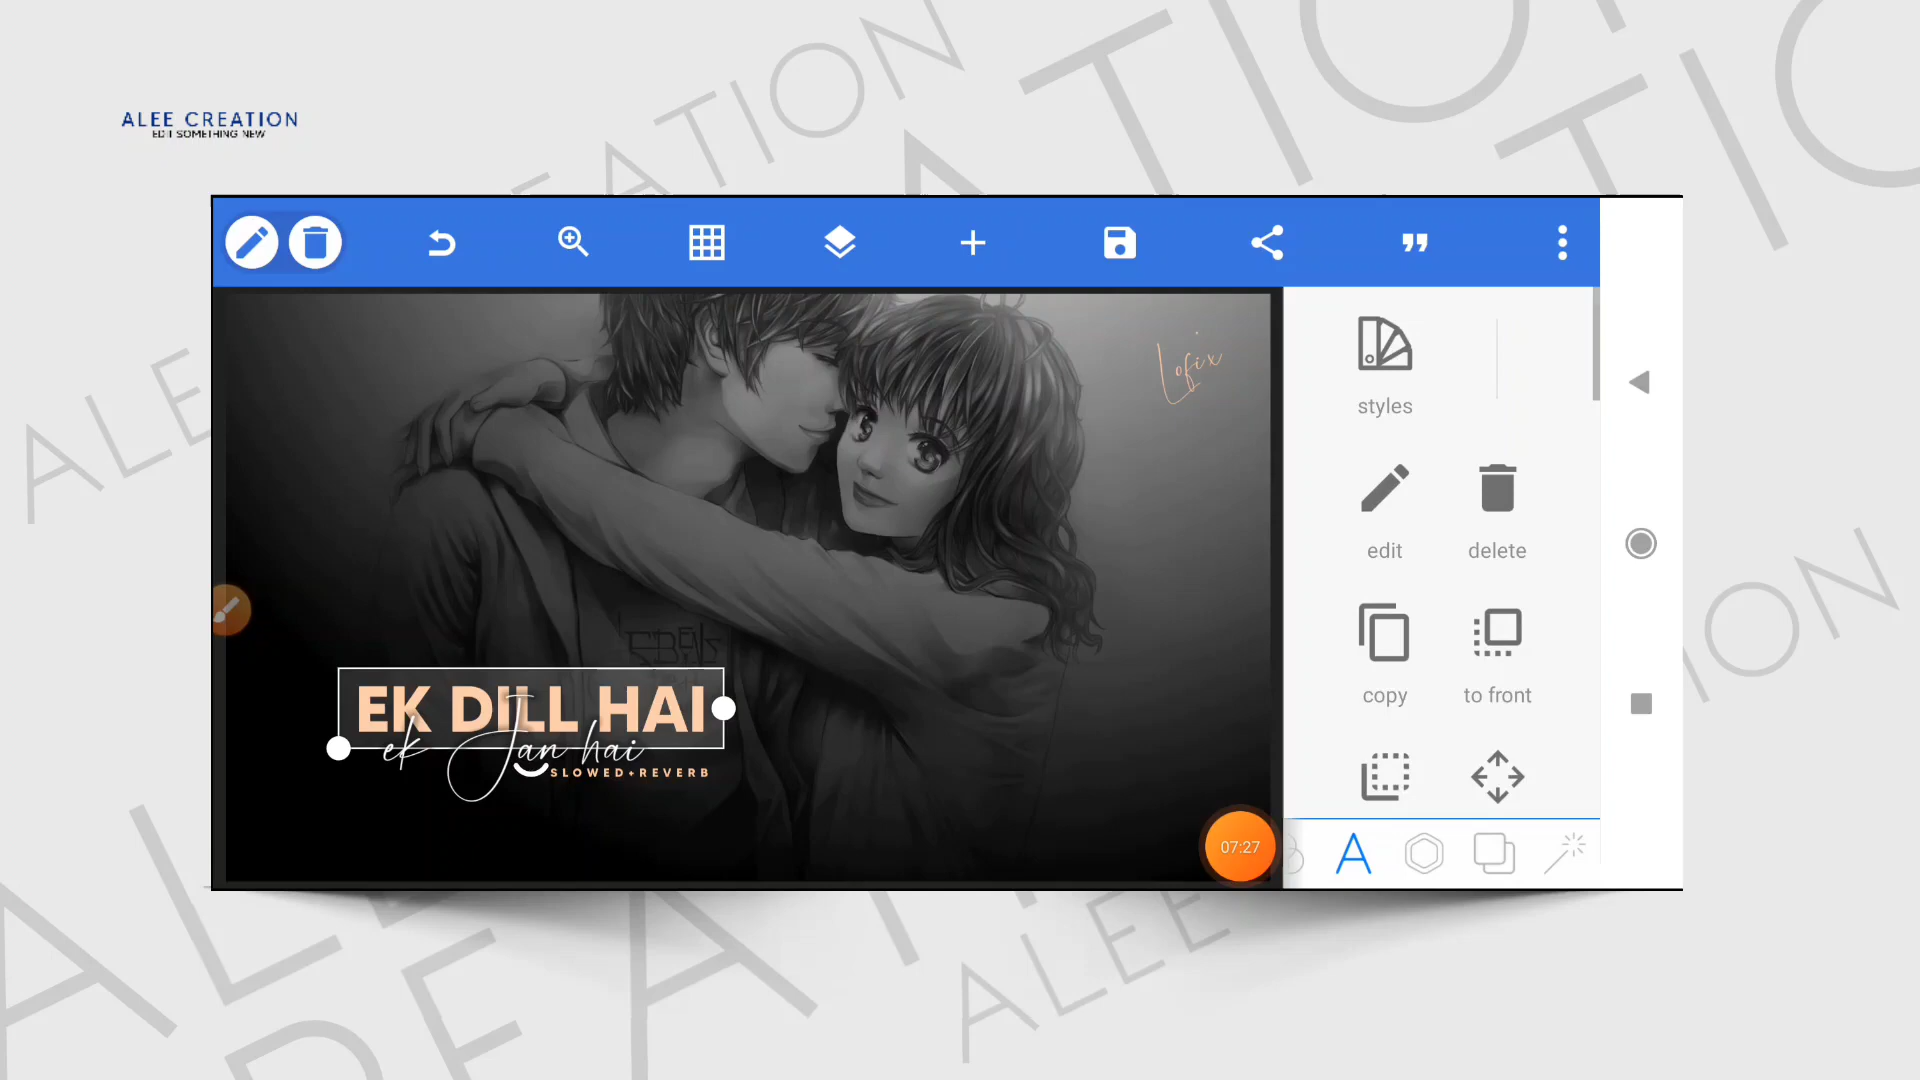 ALEE CREATION
EDIT SOMETHING NEW
Lofix
styles
edit
delete
copy
to front
EK DILL HAI
ek Jan hai
SLOWED+REVERB
07:27